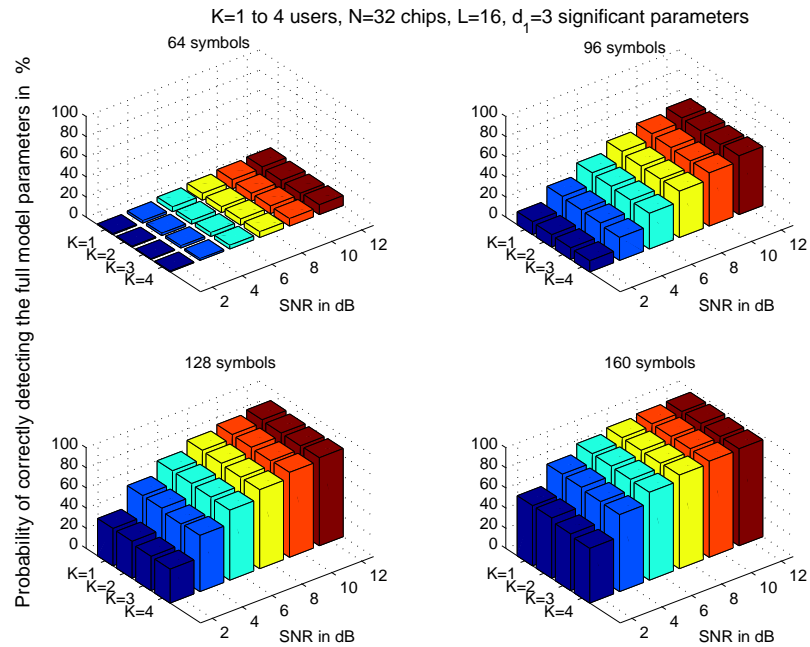 K=1 to 4 users, N=32 chips, L=16, d1=3 significant parameters
Probability of correctly detecting the full model parameters in %
64 symbols
100
80
60
40
20
0
K=1
K=2
K=3
K=4
2
4
6
8
10
12
SNR in dB
96 symbols
100
80
60
40
20
0
K=1
K=2
K=3
K=4
2
4
6
8
10
12
SNR in dB
128 symbols
100
80
60
40
20
0
K=1
K=2
K=3
K=4
2
4
6
8
10
12
SNR in dB
160 symbols
100
80
60
40
20
0
K=1
K=2
K=3
K=4
2
4
6
8
10
12
SNR in dB